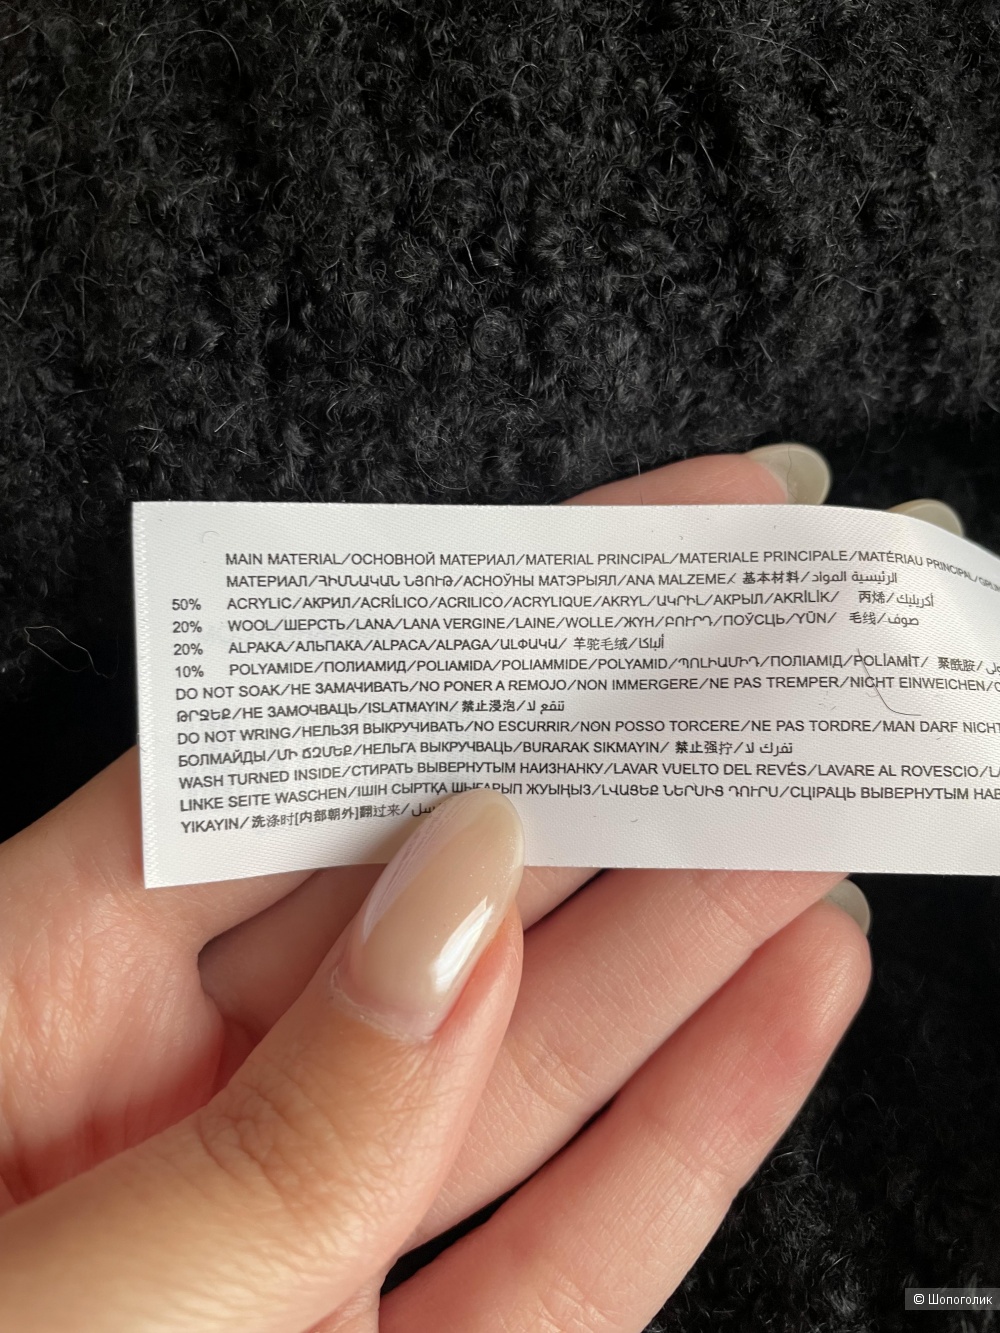 MAIN MATERIAL/ОСНОВНОЙ МАТЕРИАЛ/MATERIAL PRINCIPAL/MATERIALE PRINCIPALE/MATÉRIAU PRINCIPAL/
МАТЕРИАЛ/ՀԻՄՆԱԿԱՆ ՆՅՈՒԹ/АСНОЎНЫ МАТЭРЫЯЛ/ANA MALZEME/ 基本材料/الرئيسية المواد
50% ACRYLIC/АКРИЛ/ACRÍLICO/ACRILICO/ACRYLIQUE/AKRYL/ԱԿՐԻԼ/АКРЫЛ/AKRİLİK/ 丙烯/أكريليك
20% WOOL/ШЕРСТЬ/LANA/LANA VERGINE/LAINE/WOLLE/ЖҮН/ԲՈՒՐԴ/ПОЎСЦЬ/YÜN/ 毛线/صوف
20% ALPAKA/АЛЬПАКА/ALPACA/ALPAGA/ԱԼՓԱԿԱ/ 羊驼毛绒/ألباكا
10% POLYAMIDE/ПОЛИАМИД/POLIAMIDA/POLIAMMIDE/POLYAMID/ՊՈԼԻԱՄԻԴ/ПОЛІАМІД/POLİAMİT/ 聚酰胺/
DO NOT SOAK/НЕ ЗАМАЧИВАТЬ/NO PONER A REMOJO/NON IMMERGERE/NE PAS TREMPER/NICHT EINWEICHEN/
ԹՐՋԵՔ/НЕ ЗАМОЧВАЦЬ/ISLATMAYIN/ 禁止浸泡/تنقع لا
DO NOT WRING/НЕЛЬЗЯ ВЫКРУЧИВАТЬ/NO ESCURRIR/NON POSSO TORCERE/NE PAS TORDRE/MAN DARF NICHT
БОЛМАЙДЫ/ՄԻ ՃԶՄԵՔ/НЕЛЬГА ВЫКРУЧВАЦЬ/BURARAK SIKMAYIN/ 禁止强拧/تفرك لا
WASH TURNED INSIDE/СТИРАТЬ ВЫВЕРНУТЫМ НАИЗНАНКУ/LAVAR VUELTO DEL REVÉS/LAVARE AL ROVESCIO/
LINKE SEITE WASCHEN/ІШІН СЫРТҚА ШЫҒАРЫП ЖУЫҢЫЗ/ԼՎԱՑԵՔ ՆԵՐՍԻՑ ԴՈՒՐՍ/СЦІРАЦЬ ВЫВЕРНУТЫМ
YIKAYIN/洗涤时[内部朝外]翻过来/
© Шопоголик